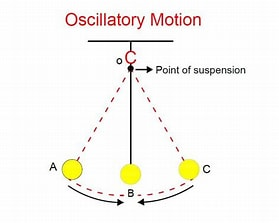 Oscillatory Motion
C
o
Point of suspension
A
C
B